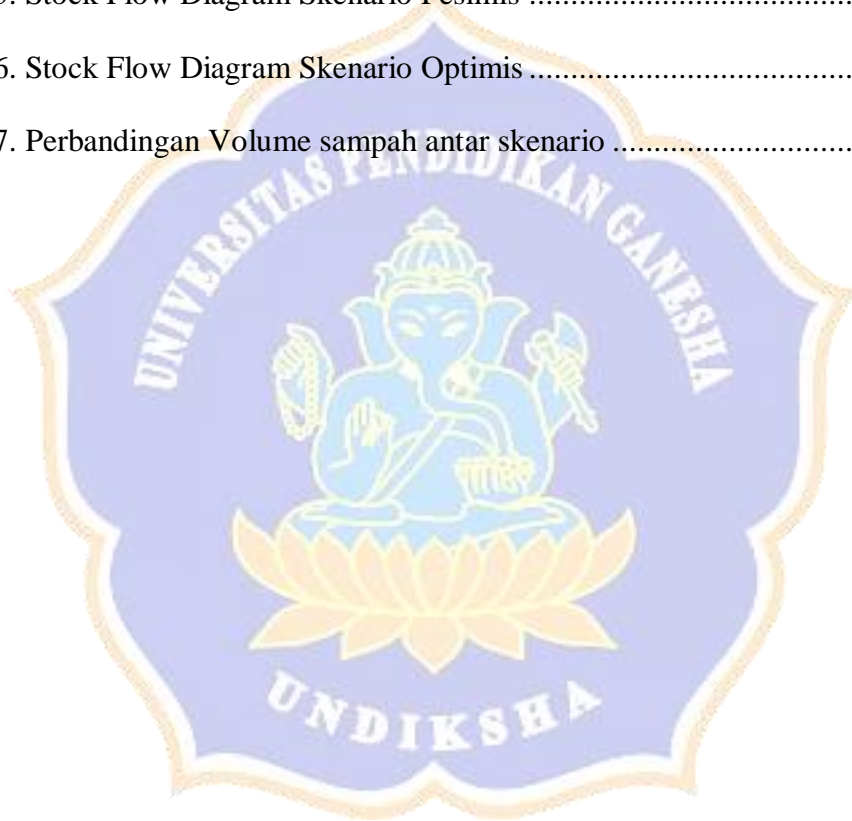 . Stock Flow Diagram Skenario Pesimis ........................................
6. Stock Flow Diagram Skenario Optimis ........................................
7. Perbandingan Volume sampah antar skenario ..............................
UNIVERSITAS PENDIDIKAN GANESHA
UNDIKSHA